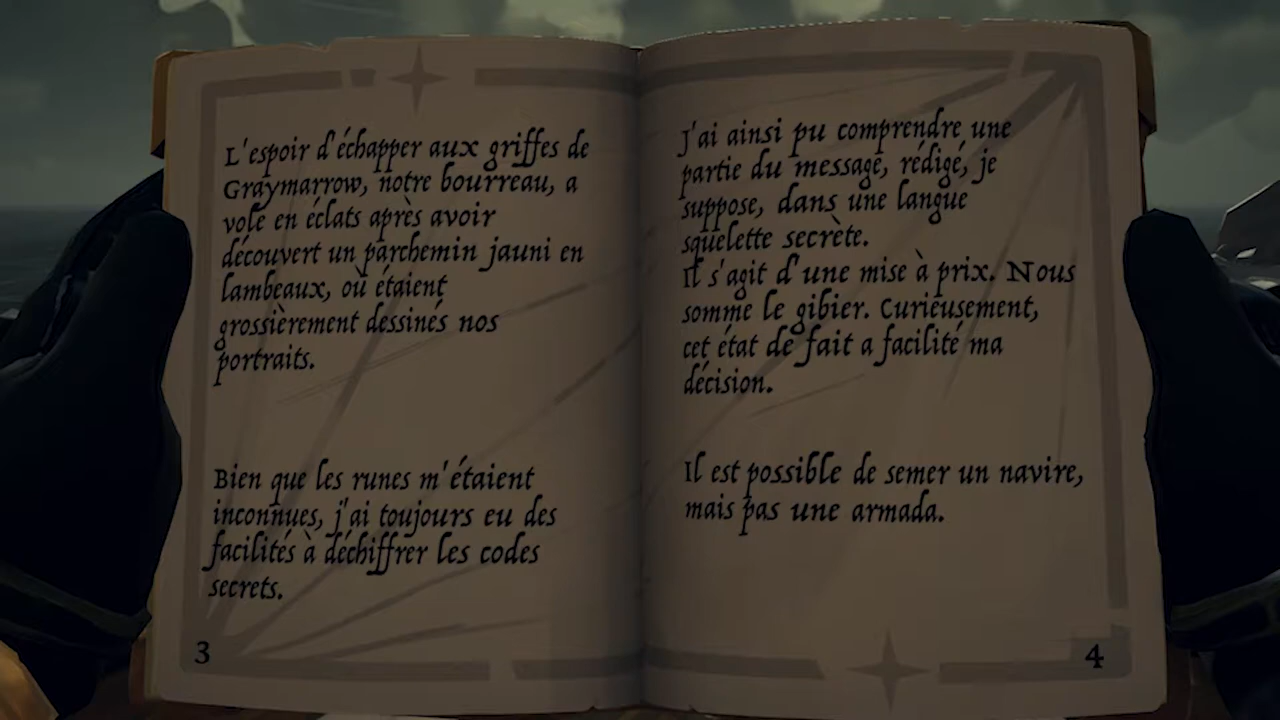 L'espoir d'échapper aux griffes de
Graymarrow, notre bourreau, a
volé en éclats après avoir
découvert un parchemin jauni en
lambeaux, où étaient
grossièrement dessinés nos
portraits.
Bien que les runes m'étaient
inconnues, j'ai toujours eu des
facilités à déchiffrer les codes
secrets.
3
J'ai ainsi pu comprendre une
partie du message, rédigé, je
suppose, dans une langue
squelette secrète.
Il s'agit d'une mise à prix. Nous
somme le gibier. Curieusement,
cet état de fait a facilité ma
décision.
Il est possible de semer un navire,
mais pas une armada.
4